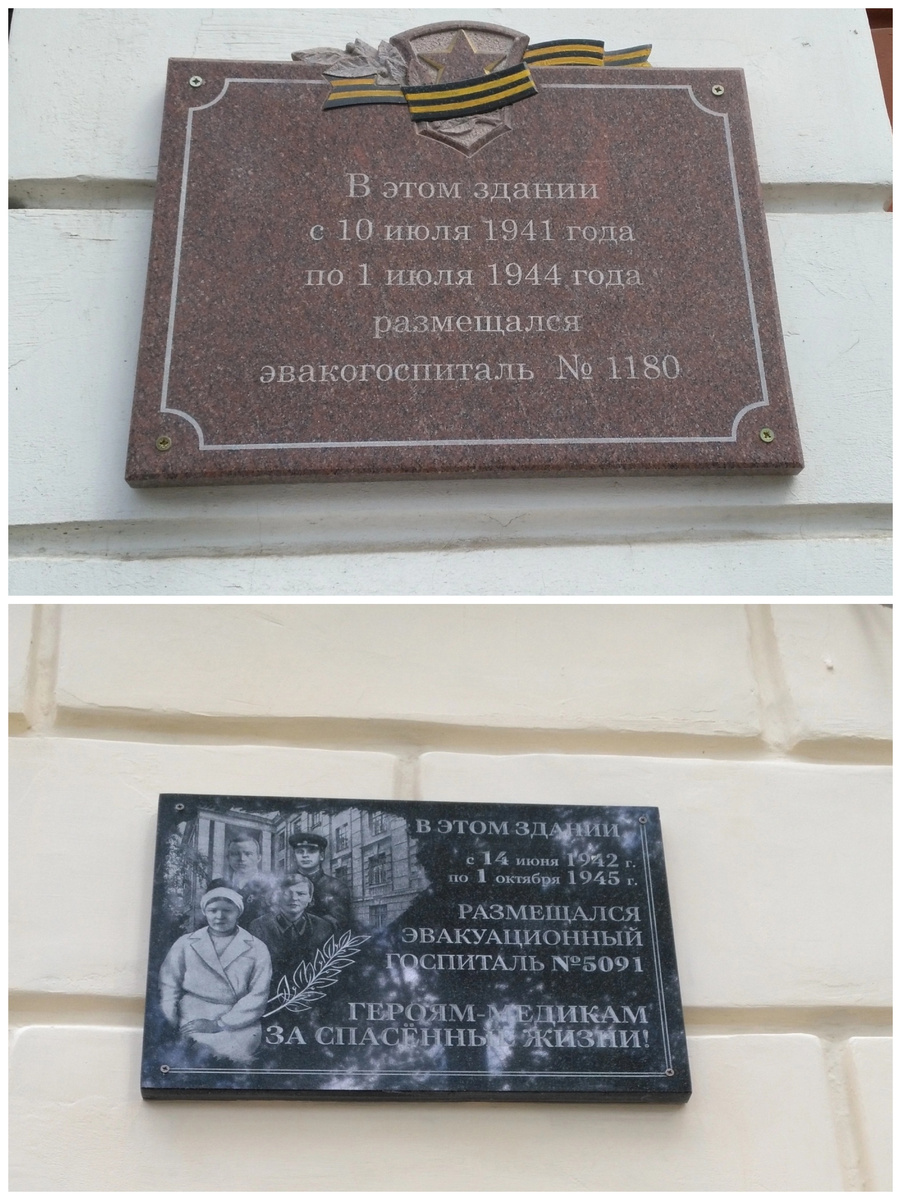 В этом здании
с 10 июля 1941 года
по 1 июля 1944 года
размещался
эвакогоспиталь № 1180
В ЭТОМ ЗДАНИИ
с 14 июня 1942 г.
по 1 октября 1945 г.
РАЗМЕЩАЛСЯ
ЭВАКУАЦИОННЫЙ
ГОСПИТАЛЬ №5091
ГЕРОЯМ-МЕДИКАМ
ЗА СПАСЁННЫЕ ЖИЗНИ!